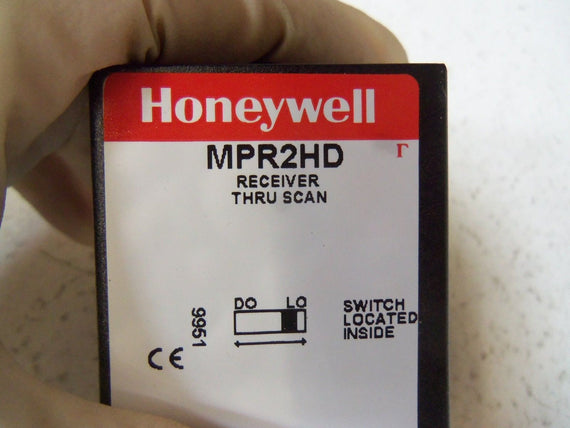 Honeywell
MPR2HD
Γ
RECEIVER
THRU SCAN
DO LO
SWITCH
LOCATED
INSIDE
9951
CE